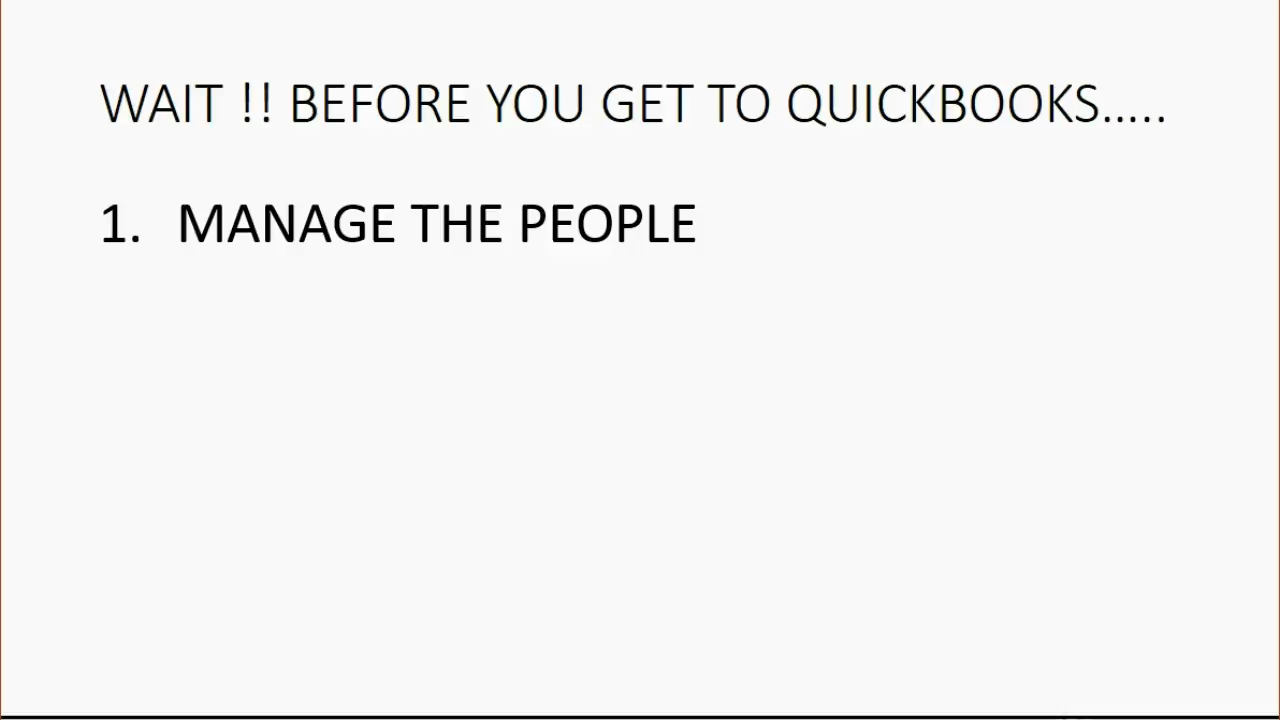 WAIT !! BEFORE YOU GET TO QUICKBOOKS.....
1. MANAGE THE PEOPLE